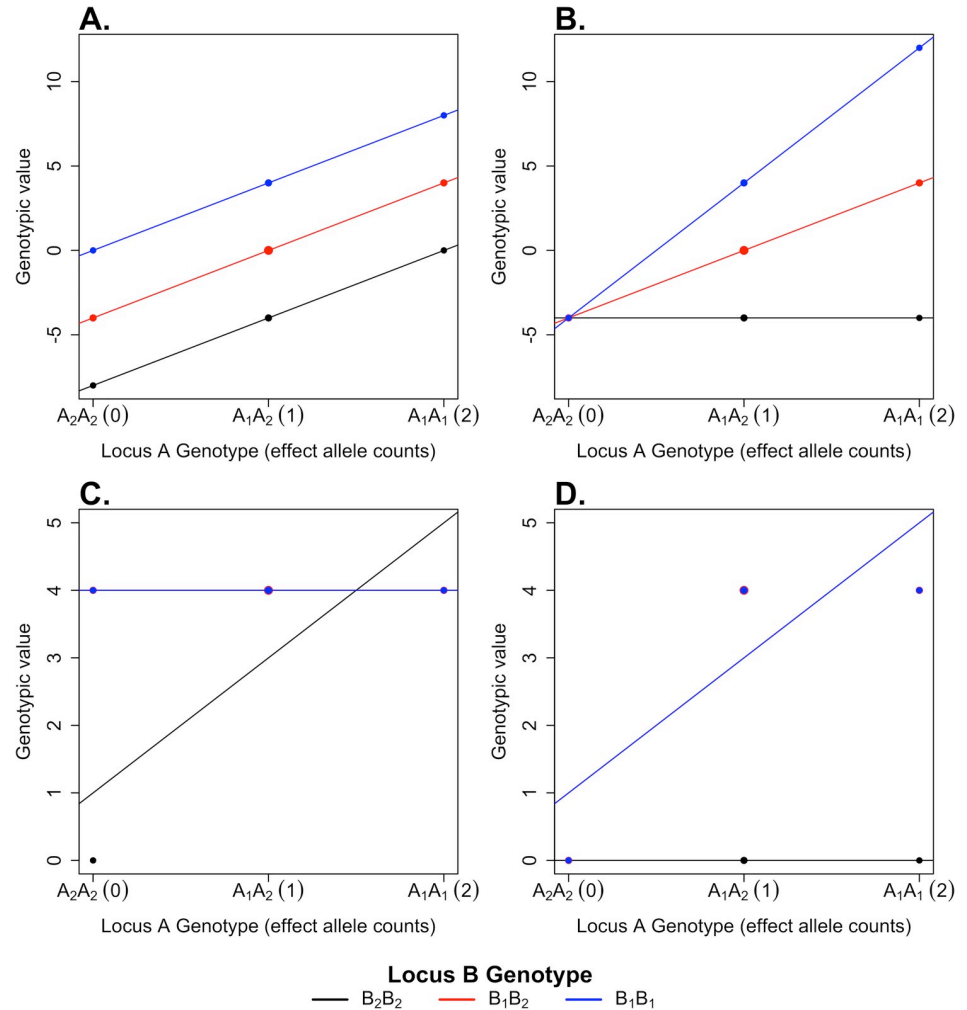 A.
10
5
0
-5
Genotypic value
A₂A₂ (0) A₁A₂ (1) A₁A₁ (2)
Locus A Genotype (effect allele counts)
B.
10
5
0
-5
Genotypic value
A₂A₂ (0) A₁A₂ (1) A₁A₁ (2)
Locus A Genotype (effect allele counts)
C.
5
4
3
2
1
0
Genotypic value
A₂A₂ (0) A₁A₂ (1) A₁A₁ (2)
Locus A Genotype (effect allele counts)
D.
5
4
3
2
1
0
Genotypic value
A₂A₂ (0) A₁A₂ (1) A₁A₁ (2)
Locus A Genotype (effect allele counts)
Locus B Genotype
B₂B₂ B₁B₂ B₁B₁